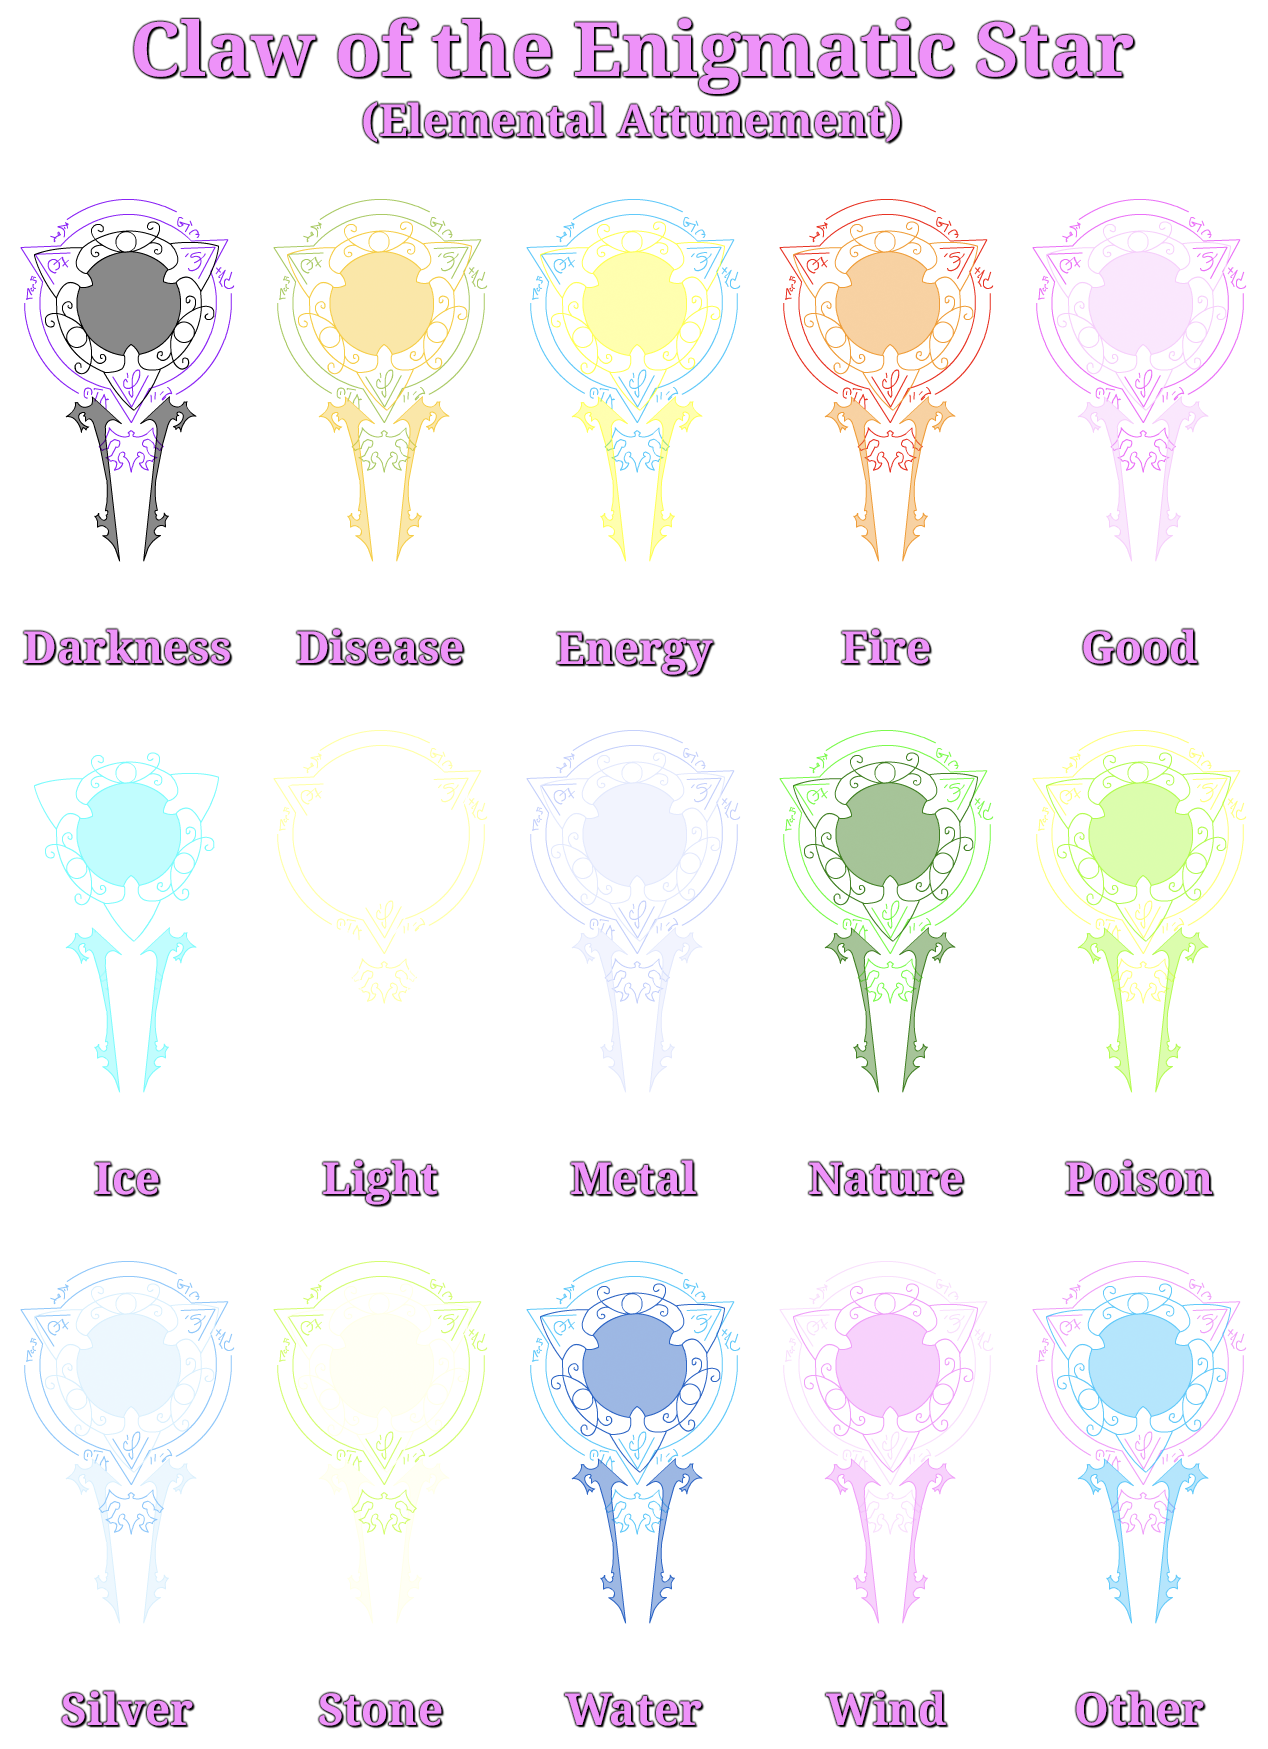 Claw of the Enigmatic Star
(Elemental Attunement)
Darkness Disease Energy Fire Good
Ice Light Metal Nature Poison
Silver Stone Water Wind Other